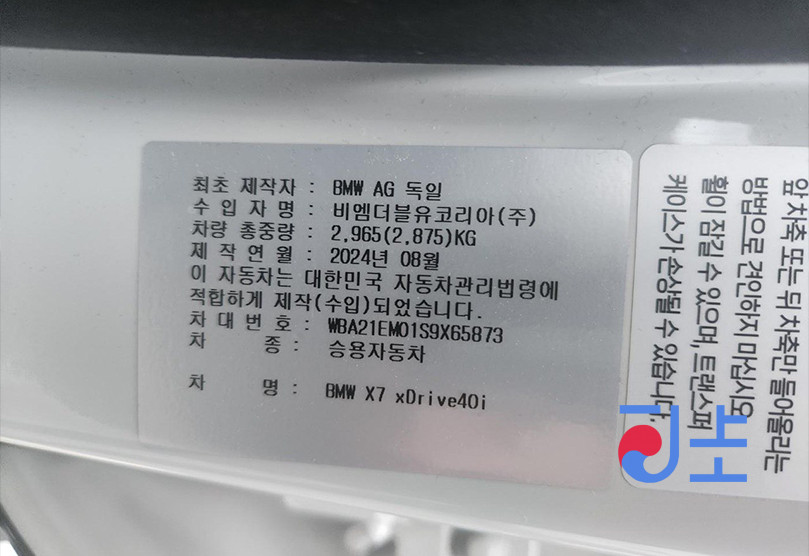 최초 제작자 : BMW AG 독일
수 입 자 명 : 비엠더블유코리아(주)
차량 총중량 : 2,965(2,875)KG
제 작 연 월 : 2024년 08월
이 자동차는 대한민국 자동차관리법령에
적합하게 제작(수입)되었습니다.
차 대 번 호 : WBA21EM01S9X65873
차 종 : 승용자동차
차 명 : BMW X7 xDrive40i
앞 차축 또는 뒤 차축만 들어올리는
방법으로 견인하지 마십시오
휠이 잠길 수 있으며, 트랜스퍼
케이스가 손상될 수 있습니다.